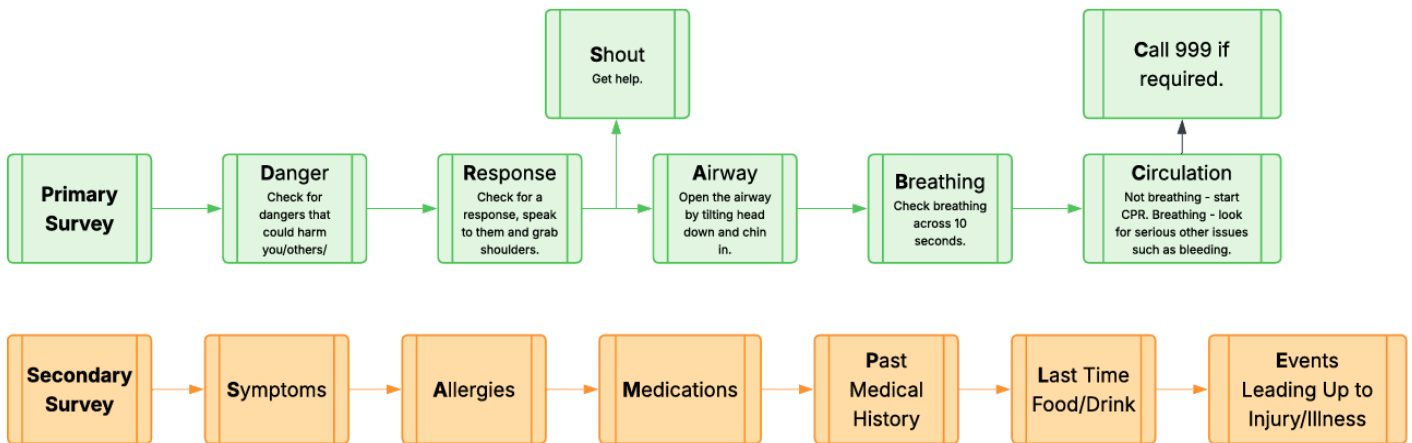 Shout
Get help.
Call 999 if
required.
Primary
Survey
Danger
Check for
dangers that
could harm
you/others/
Response
Check for a
response, speak
to them and grab
shoulders.
Airway
Open the airway
by tilting head
down and chin
in.
Breathing
Check breathing
across 10
seconds.
Circulation
Not breathing - start
CPR. Breathing - look
for serious other issues
such as bleeding.
Secondary
Survey
Symptoms
Allergies
Medications
Past
Medical
History
Last Time
Food/Drink
Events
Leading Up to
Injury/Illness